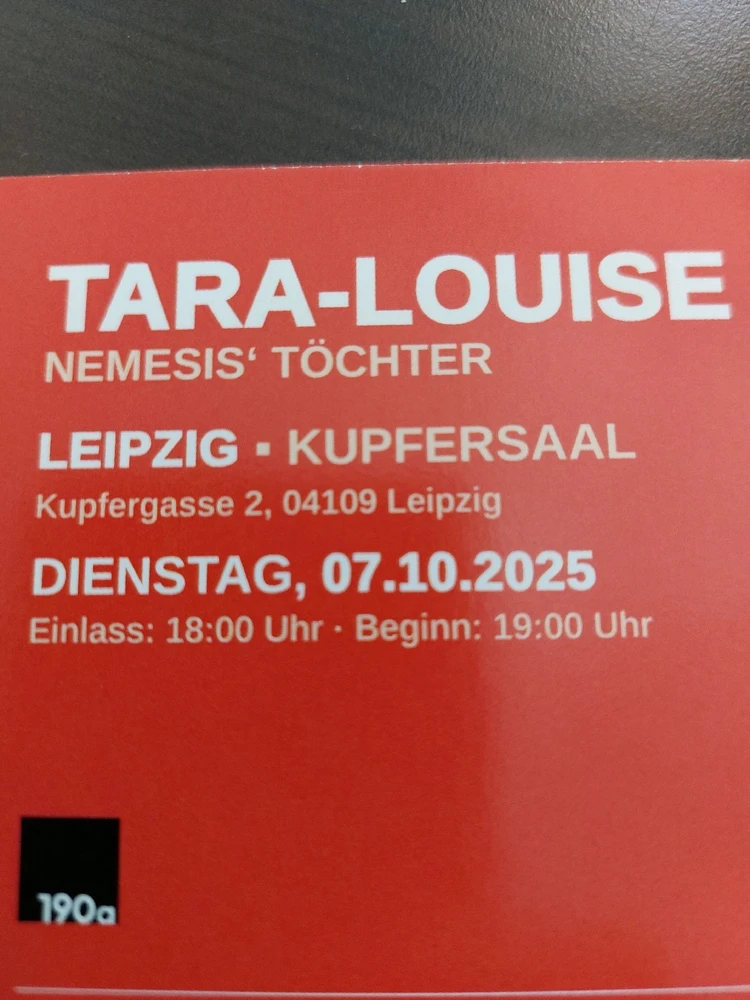 TARA-LOUISE
NEMESIS‘ TÖCHTER
LEIPZIG ▪ KUPFERSAAL
Kupfergasse 2, 04109 Leipzig
DIENSTAG, 07.10.2025
Einlass: 18:00 Uhr · Beginn: 19:00 Uhr
190a